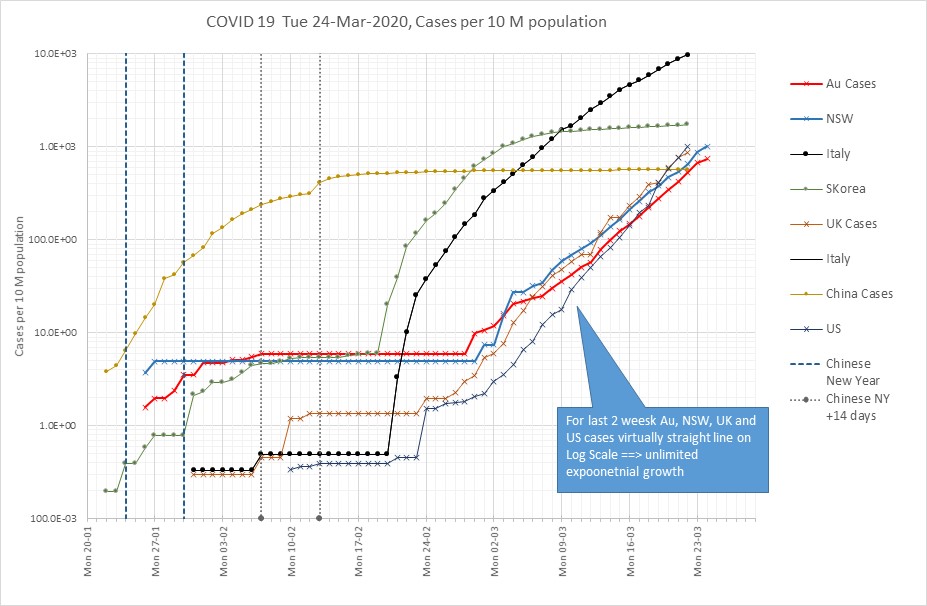 COVID 19  Tue 24-Mar-2020, Cases per 10 M population
Cases per 10 M population
10.0E+03
1.0E+03
100.0E+00
10.0E+00
1.0E+00
100.0E-03
Mon 20-01
Mon 27-01
Mon 03-02
Mon 10-02
Mon 17-02
Mon 24-02
Mon 02-03
Mon 09-03
Mon 16-03
Mon 23-03
For last 2 weesk Au, NSW, UK and
US cases virtually straight line on
Log Scale ==> unlimited
expoonetnial growth
Au Cases
NSW
Italy
SKorea
UK Cases
Italy
China Cases
US
Chinese
New Year
Chinese NY
+14 days